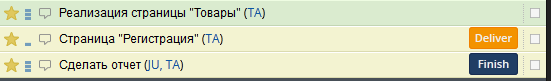 Реализация страницы "Товары" (TA)
Страница "Регистрация" (TA) Deliver
Сделать отчет (JU, TA) Finish